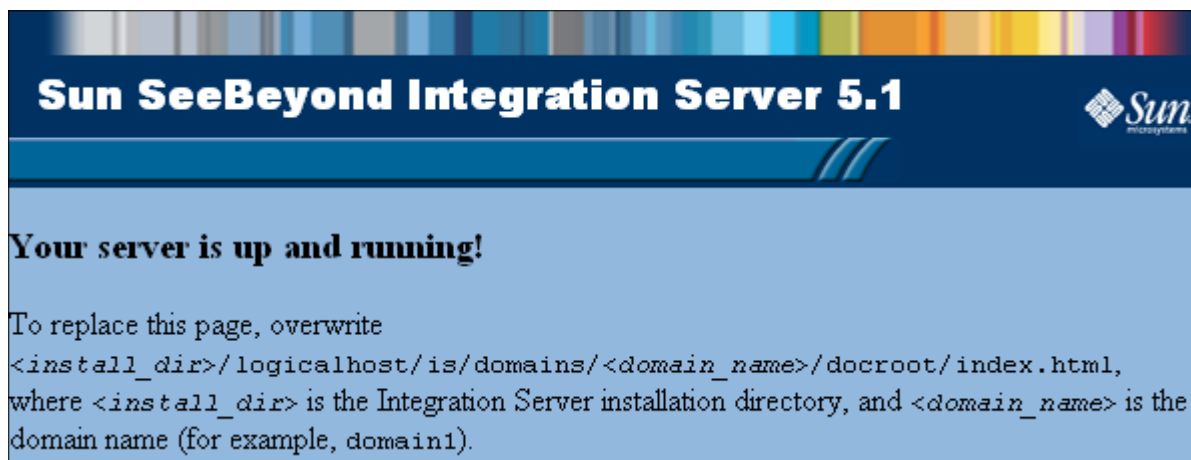 Sun SeeBeyond Integration Server 5.1
Sun
microsystems
Your server is up and running!
To replace this page, overwrite
<install_dir>/logicalhost/is/domains/<domain_name>/docroot/index.html,
where <install_dir> is the Integration Server installation directory, and <domain_name> is the
domain name (for example, domain1).